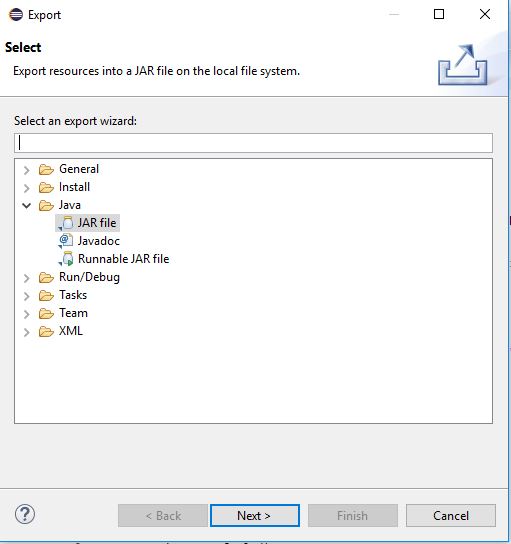 Export
Select
Export resources into a JAR file on the local file system.
Select an export wizard:
General
Install
Java
JAR file
Javadoc
Runnable JAR file
Run/Debug
Tasks
Team
XML
< Back
Next >
Finish
Cancel